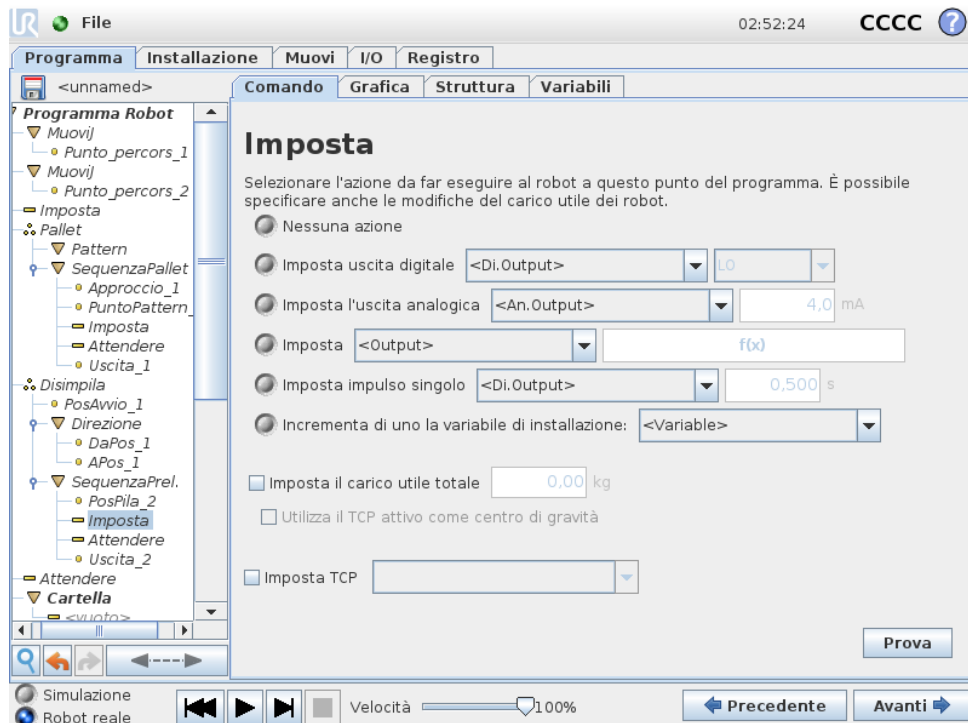 UR File 02:52:24 CCCC ?
Programma Installazione Muovi I/O Registro
<unnamed> Comando Grafica Struttura Variabili
Programma Robot
MuoviJ
Punto_percors_1
MuoviJ
Punto_percors_2
Imposta
Pallet
Pattern
SequenzaPallet
Approccio_1
PuntoPattern_
Imposta
Attendere
Uscita_1
Disimpila
PosAvvio_1
Direzione
DaPos_1
APos_1
SequenzaPrel.
PosPila_2
Imposta
Attendere
Uscita_2
Attendere
Cartella
<vuoto>
Imposta
Selezionare l'azione da far eseguire al robot a questo punto del programma. È possibile
specificare anche le modifiche del carico utile dei robot.
Nessuna azione
Imposta uscita digitale <Di.Output> LO
Imposta l'uscita analogica <An.Output> 4,0 mA
Imposta <Output> f(x)
Imposta impulso singolo <Di.Output> 0,500 s
Incrementa di uno la variabile di installazione: <Variable>
Imposta il carico utile totale 0,00 kg
Utilizza il TCP attivo come centro di gravità
Imposta TCP
Prova
Simulazione
Robot reale
Velocità 100%
Precedente Avanti